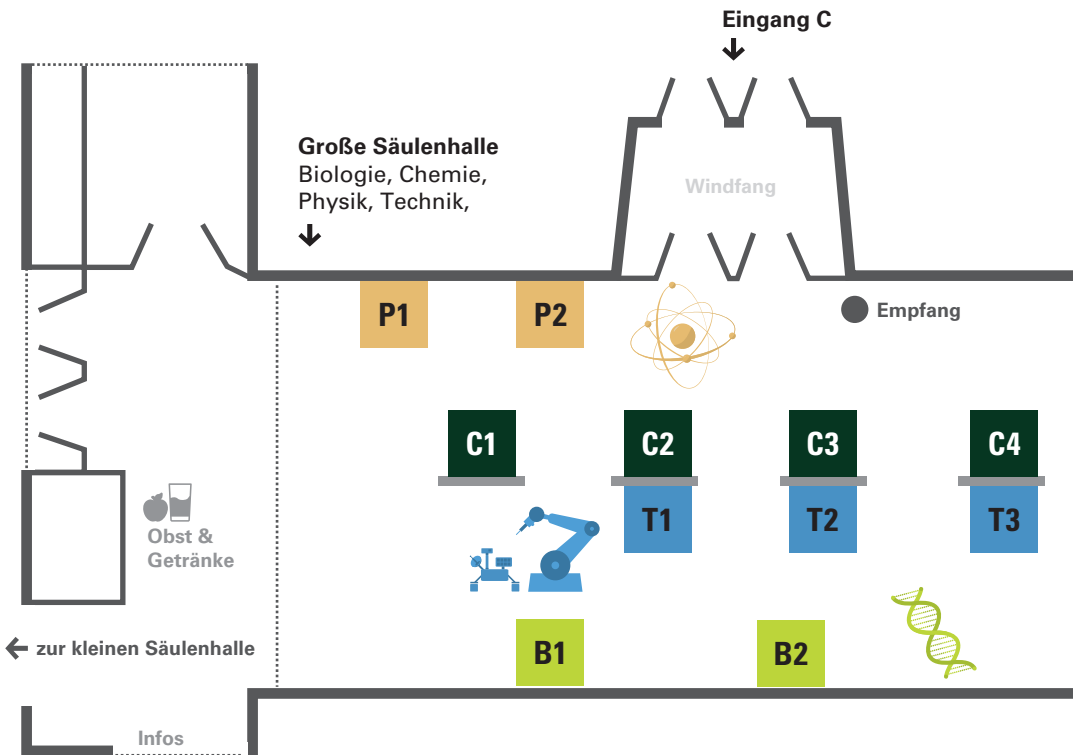 Eingang C
Große Säulenhalle
Biologie, Chemie,
Physik, Technik,
Windfang
P1
P2
Empfang
C1
C2
C3
C4
T1
T2
T3
Obst &
Getränke
zur kleinen Säulenhalle
B1
B2
Infos